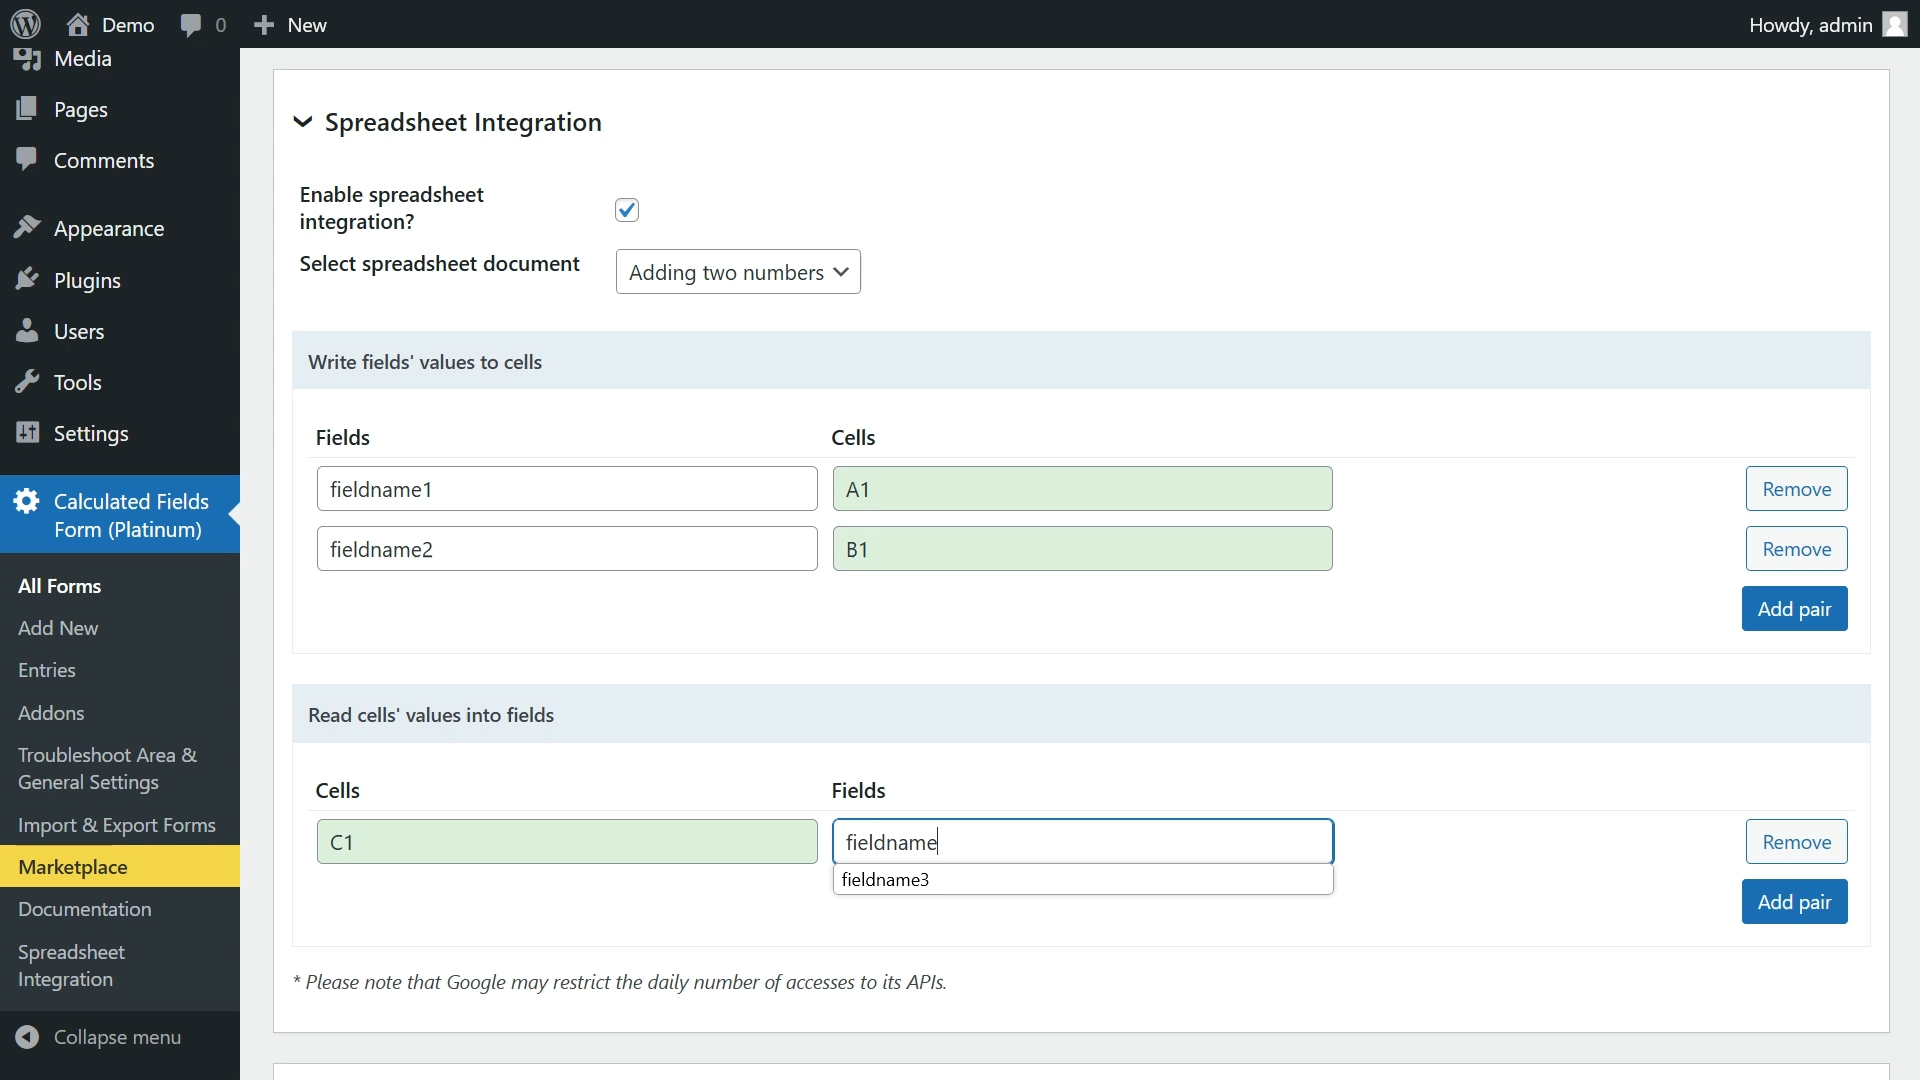 Demo 0 New Howdy, admin
Media
Pages
Comments
Appearance
Plugins
Users
Tools
Settings
Calculated Fields
Form (Platinum)
All Forms
Add New
Entries
Addons
Troubleshoot Area &
General Settings
Import & Export Forms
Marketplace
Documentation
Spreadsheet
Integration
Collapse menu
Spreadsheet Integration
Enable spreadsheet
integration?
Select spreadsheet document Adding two numbers
Write fields' values to cells
Fields Cells
fieldname1 A1 Remove
fieldname2 B1 Remove
Add pair
Read cells' values into fields
Cells Fields
C1 fieldname Remove
fieldname3
Add pair
* Please note that Google may restrict the daily number of accesses to its APIs.